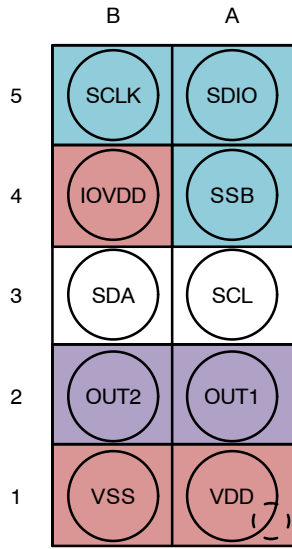 B A
5 SCLK SDIO
4 IOVDD SSB
3 SDA SCL
2 OUT2 OUT1
1 VSS VDD